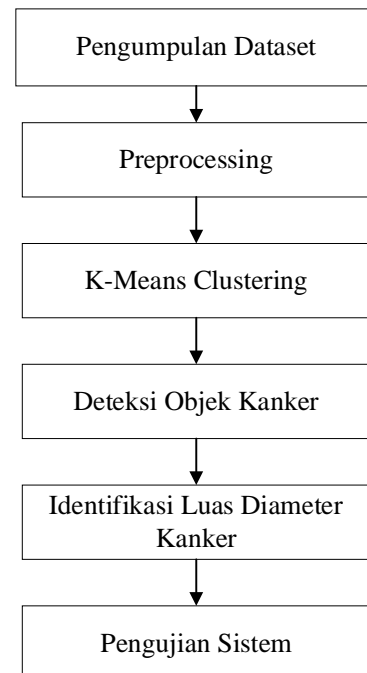 Pengumpulan Dataset
Preprocessing
K-Means Clustering
Deteksi Objek Kanker
Identifikasi Luas Diameter
Kanker
Pengujian Sistem